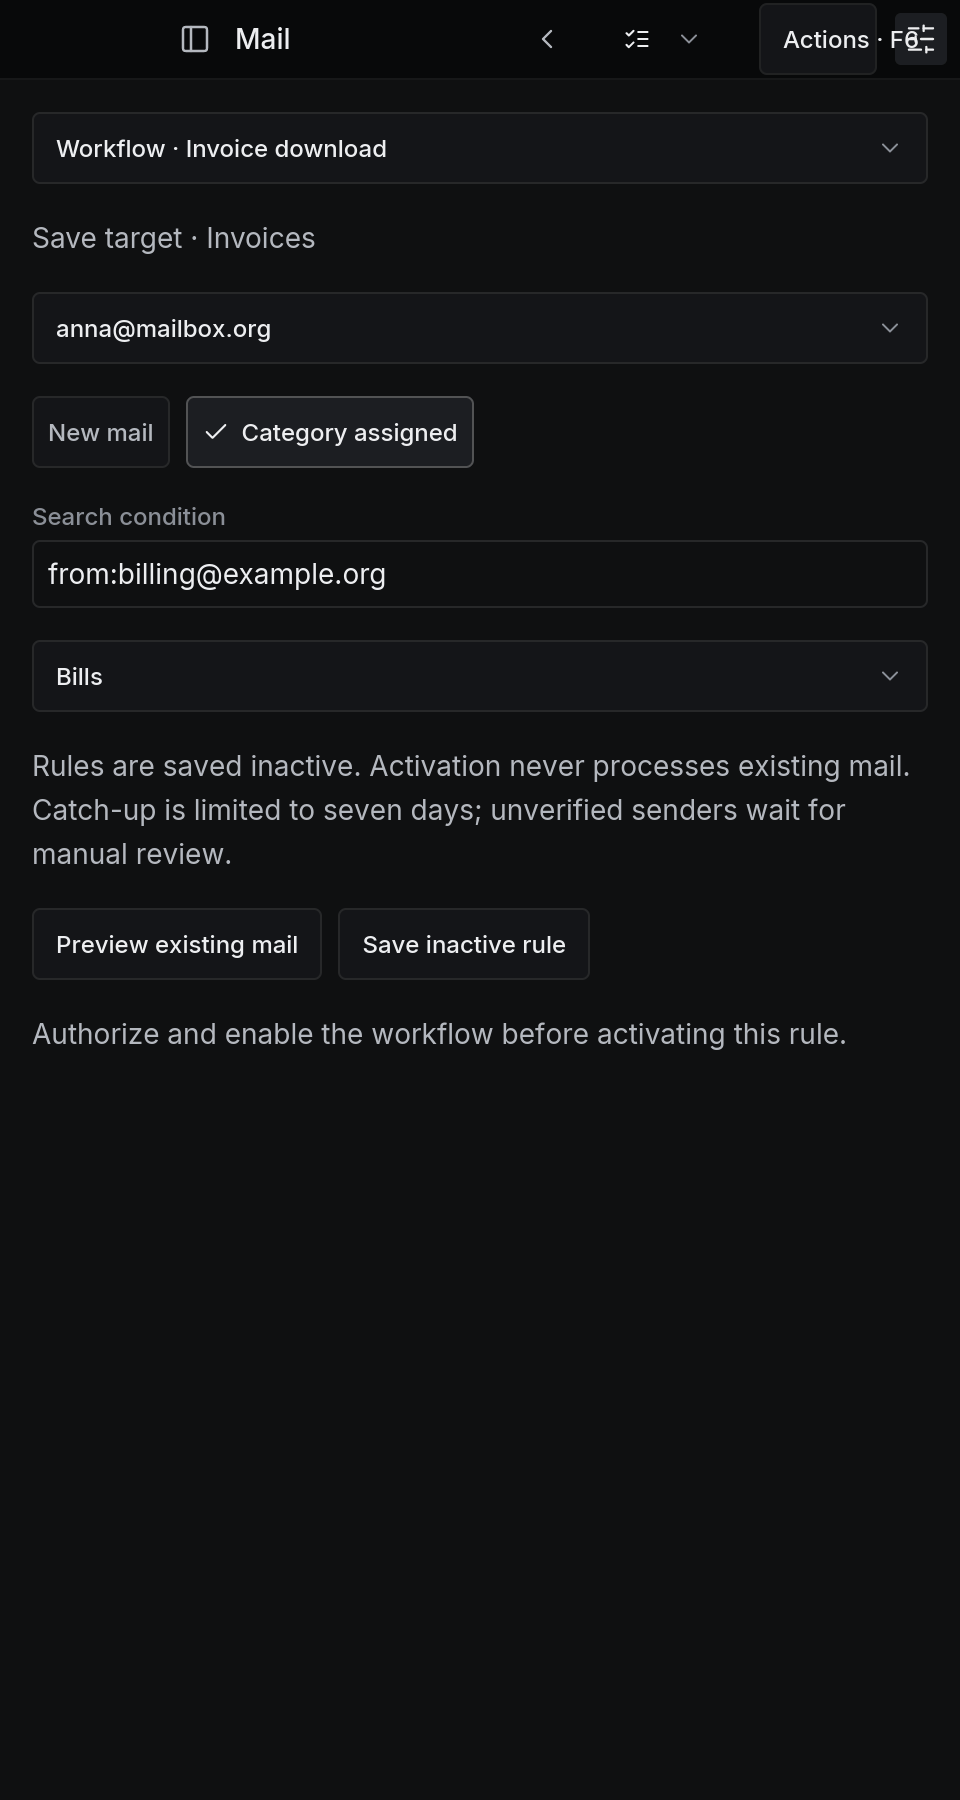 Mail
Actions · F6
Workflow · Invoice download
Save target · Invoices
anna@mailbox.org
New mail
Category assigned
Search condition
from:billing@example.org
Bills
Rules are saved inactive. Activation never processes existing mail.
Catch-up is limited to seven days; unverified senders wait for
manual review.
Preview existing mail
Save inactive rule
Authorize and enable the workflow before activating this rule.